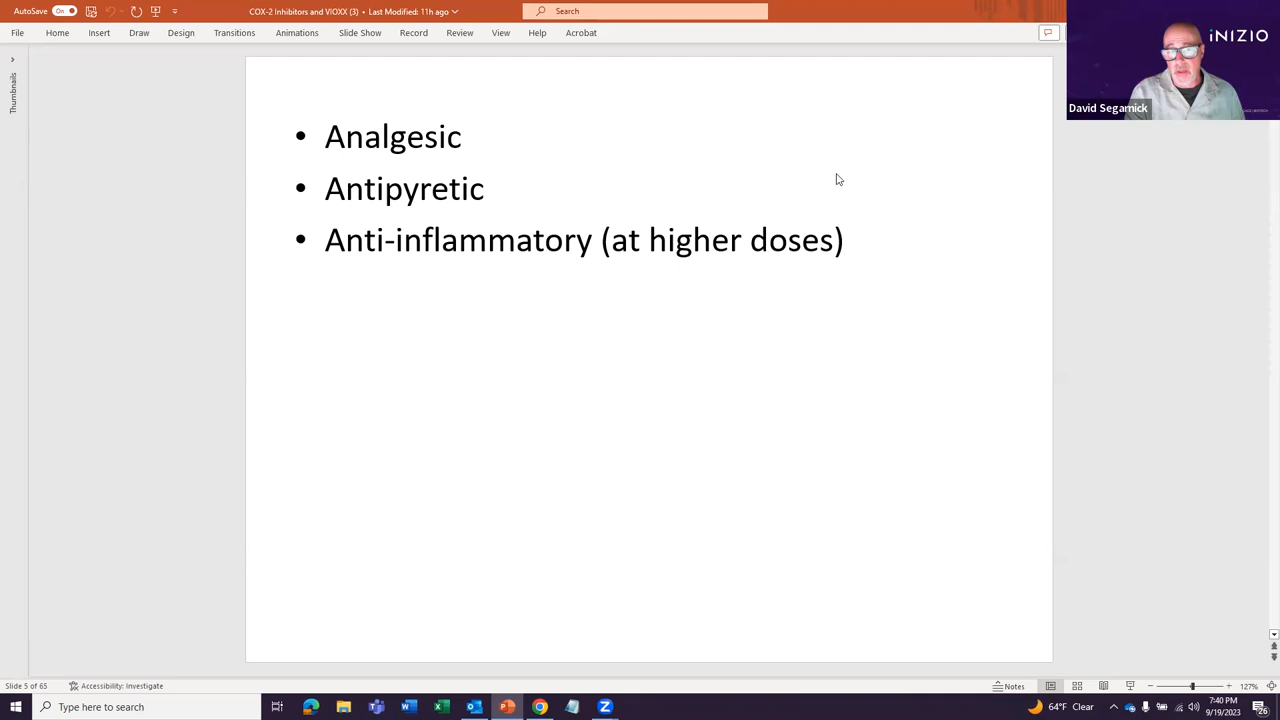 AutoSave On COX-2 Inhibitors and VIOXX (3) • Last Modified: 11h ago Search
File Home Insert Draw Design Transitions Animations Slide Show Record Review View Help Acrobat
iNIZIO
David Segarnick
Thumbnails
• Analgesic
• Antipyretic
• Anti-inflammatory (at higher doses)
Slide 5 of 65 Accessibility: Investigate Notes 127%
Type here to search
64°F Clear
7:40 PM
9/19/2023
26